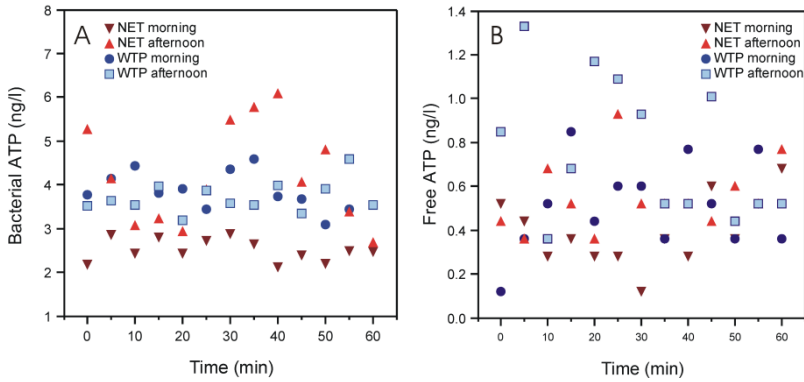 A
NET morning
NET afternoon
WTP morning
WTP afternoon
Bacterial ATP (ng/l)
8
7
6
5
4
3
2
1
0 10 20 30 40 50 60
Time (min)
B
NET morning
NET afternoon
WTP morning
WTP afternoon
Free ATP (ng/l)
1.4
1.2
1.0
0.8
0.6
0.4
0.2
0.0
0 10 20 30 40 50 60
Time (min)